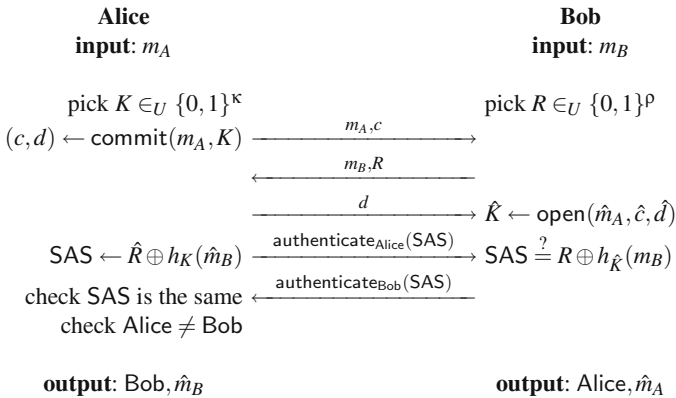 Alice Bob
input: m_A input: m_B
pick K ∈_U {0, 1}^κ pick R ∈_U {0, 1}^ρ
(c, d) ← commit(m_A, K) m_A, c
m_B, R
d K̂ ← open(m̂_A, ĉ, d̂)
SAS ← R̂ ⊕ h_K(m̂_B) authenticate_Alice(SAS) SAS ≟ R ⊕ h_K̂(m_B)
check SAS is the same authenticate_Bob(SAS)
check Alice ≠ Bob
output: Bob, m̂_B output: Alice, m̂_A